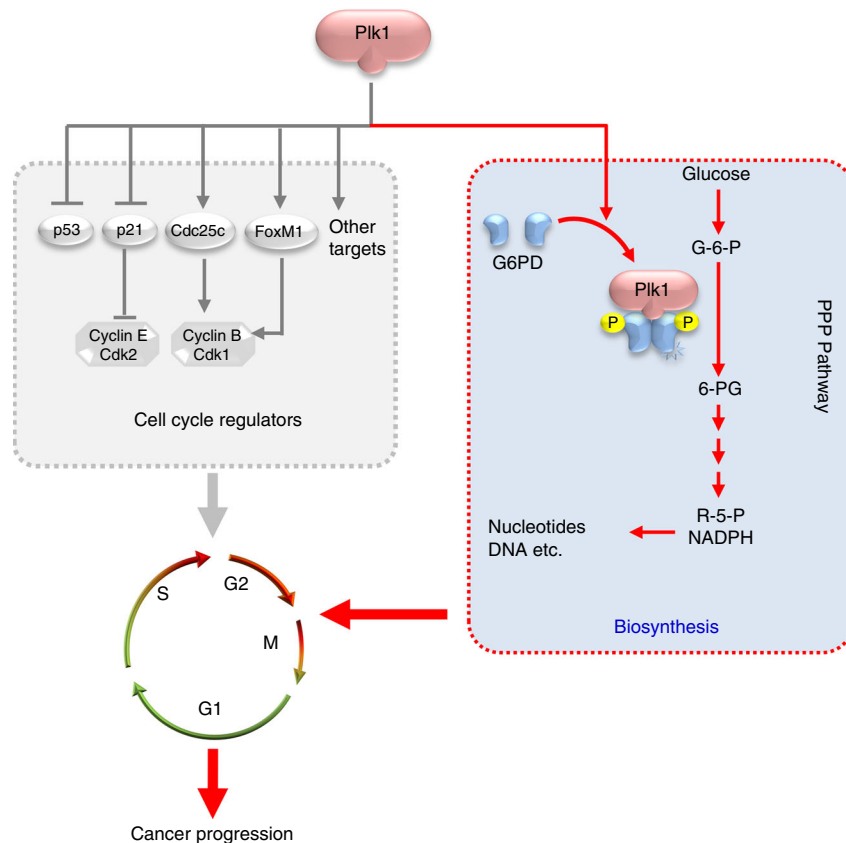 Plk1
p53
p21
Cdc25c
FoxM1
Other
targets
Cyclin E
Cdk2
Cyclin B
Cdk1
Cell cycle regulators
Glucose
G6PD
G-6-P
Plk1
P
P
PPP Pathway
6-PG
R-5-P
NADPH
Nucleotides
DNA etc.
Biosynthesis
S
G2
M
G1
Cancer progression